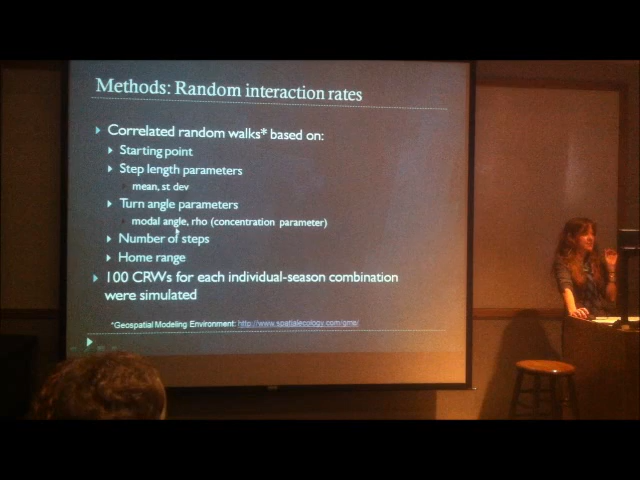 Methods: Random interaction rates
Correlated random walks* based on:
Starting point
Step length parameters
mean, st dev
Turn angle parameters
modal angle, rho (concentration parameter)
Number of steps
Home range
100 CRWs for each individual-season combination
were simulated
*Geospatial Modeling Environment: http://www.spatialecology.com/gme/